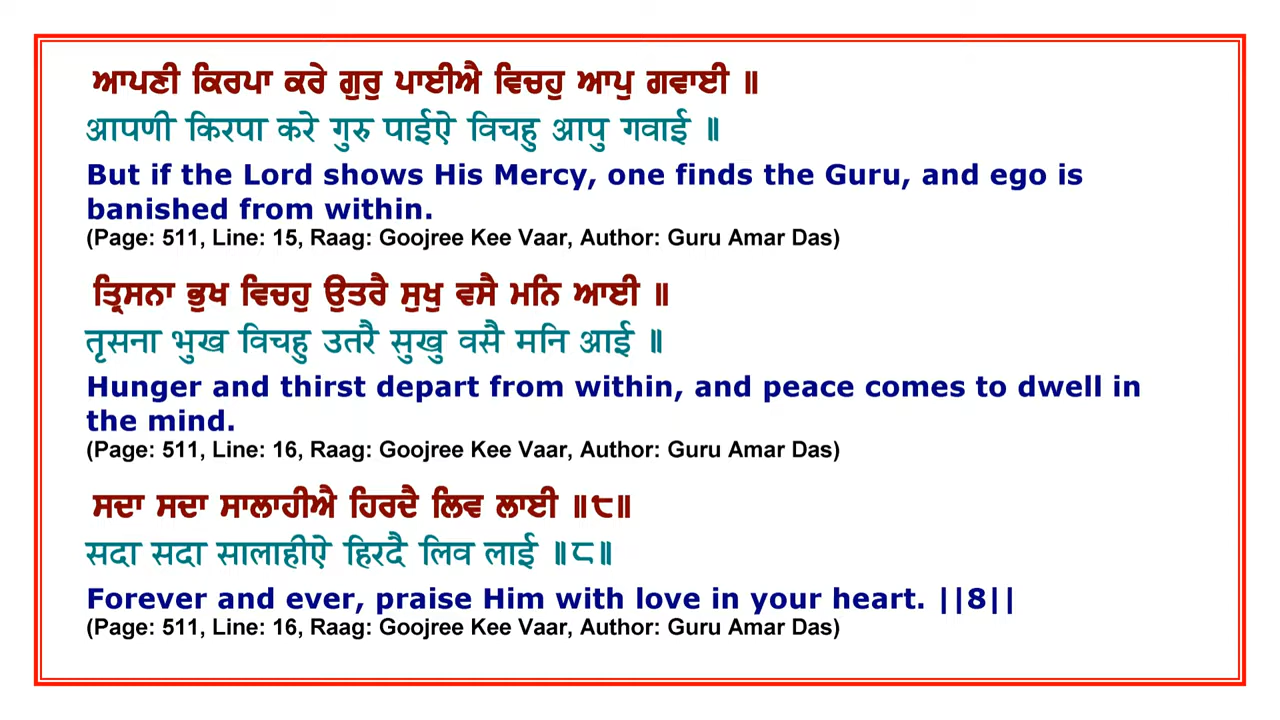 ਆਪਣੀ ਕਿਰਪਾ ਕਰੇ ਗੁਰੁ ਪਾਈਐ ਵਿਚਹੁ ਆਪੁ ਗਵਾਈ ॥
आपणी किरपा करे गुरु पाईऐ विचहु आपु गवाई ॥
But if the Lord shows His Mercy, one finds the Guru, and ego is
banished from within.
(Page: 511, Line: 15, Raag: Goojree Kee Vaar, Author: Guru Amar Das)
ਤ੍ਰਿਸਨਾ ਭੁਖ ਵਿਚਹੁ ਉਤਰੈ ਸੁਖੁ ਵਸੈ ਮਨਿ ਆਈ ॥
तृसना भुख विचहु उतरै सुखु वसै मनि आई ॥
Hunger and thirst depart from within, and peace comes to dwell in
the mind.
(Page: 511, Line: 16, Raag: Goojree Kee Vaar, Author: Guru Amar Das)
ਸਦਾ ਸਦਾ ਸਾਲਾਹੀਐ ਹਿਰਦੈ ਲਿਵ ਲਾਈ ॥੮॥
सदा सदा सालाहीऐ हिरदै लिव लाई ॥८॥
Forever and ever, praise Him with love in your heart. ||8||
(Page: 511, Line: 16, Raag: Goojree Kee Vaar, Author: Guru Amar Das)